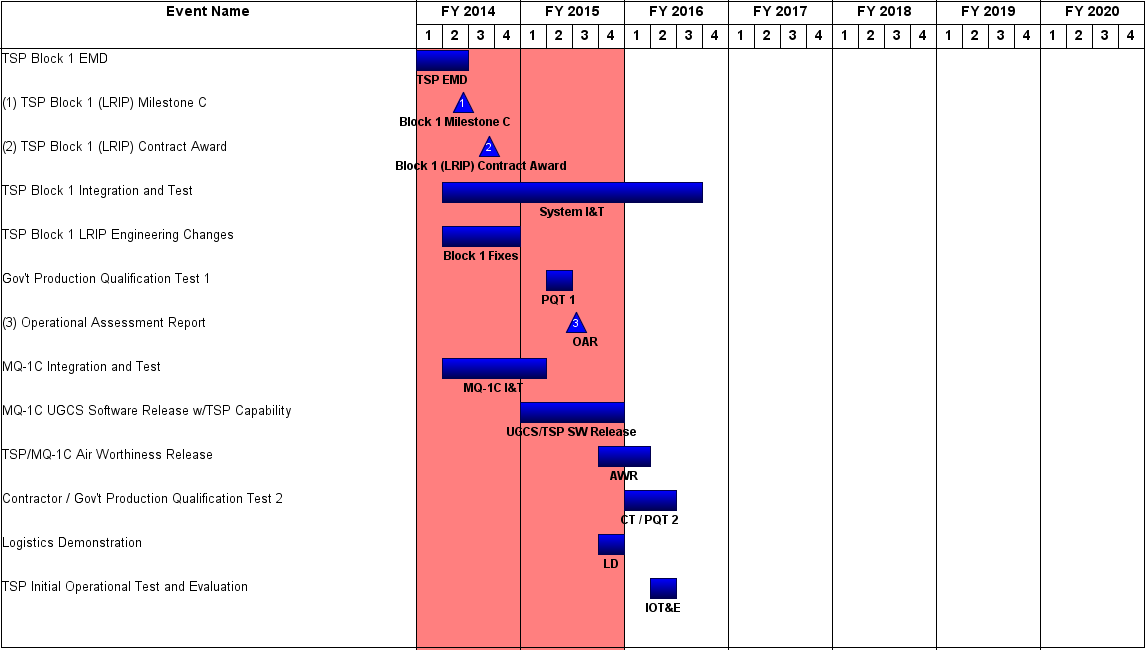 Event Name FY 2014 FY 2015 FY 2016 FY 2017 FY 2018 FY 2019 FY 2020
1 2 3 4 1 2 3 4 1 2 3 4 1 2 3 4 1 2 3 4 1 2 3 4 1 2 3 4
TSP Block 1 EMD
TSP EMD
(1) TSP Block 1 (LRIP) Milestone C
1
Block 1 Milestone C
(2) TSP Block 1 (LRIP) Contract Award
2
Block 1 (LRIP) Contract Award
TSP Block 1 Integration and Test
System I&T
TSP Block 1 LRIP Engineering Changes
Block 1 Fixes
Gov't Production Qualification Test 1
PQT 1
(3) Operational Assessment Report
3
OAR
MQ-1C Integration and Test
MQ-1C I&T
MQ-1C UGCS Software Release w/TSP Capability
UGCS/TSP SW Release
TSP/MQ-1C Air Worthiness Release
AWR
Contractor / Gov't Production Qualification Test 2
CT / PQT 2
Logistics Demonstration
LD
TSP Initial Operational Test and Evaluation
IOT&E